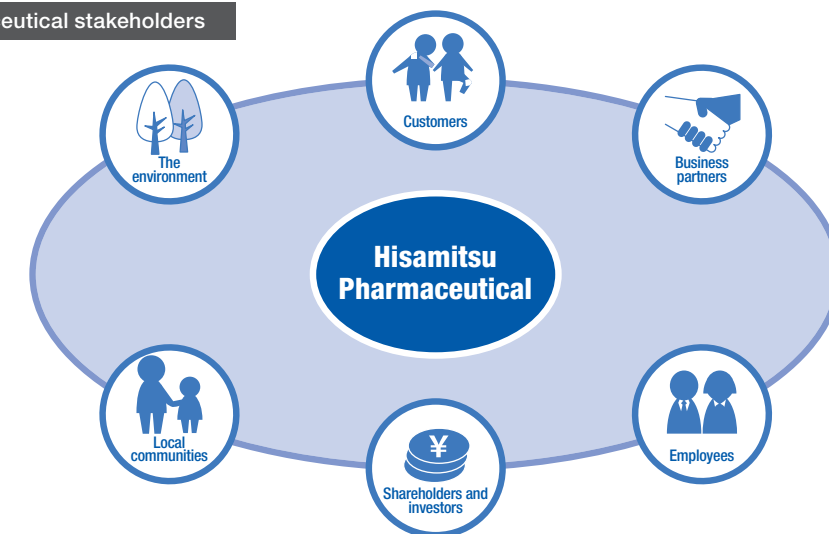 eutical stakeholders
Customers
The
environment
Business
partners
Hisamitsu
Pharmaceutical
Local
communities
¥
Shareholders and
investors
Employees